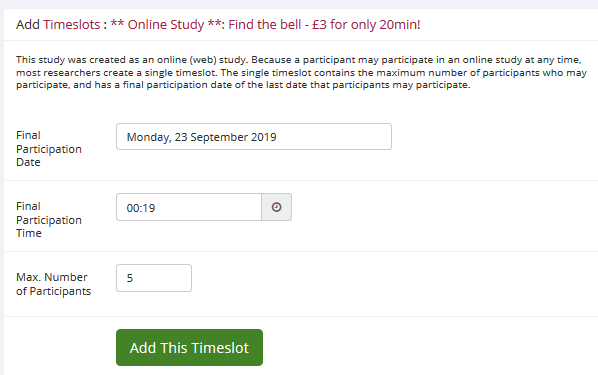 Add Timeslots : ** Online Study **: Find the bell - £3 for only 20min!
This study was created as an online (web) study. Because a participant may participate in an online study at any time,
most researchers create a single timeslot. The single timeslot contains the maximum number of participants who may
participate, and has a final participation date of the last date that participants may participate.
Final
Participation
Date
Monday, 23 September 2019
Final
Participation
Time
00:19
Max. Number
of Participants
5
Add This Timeslot